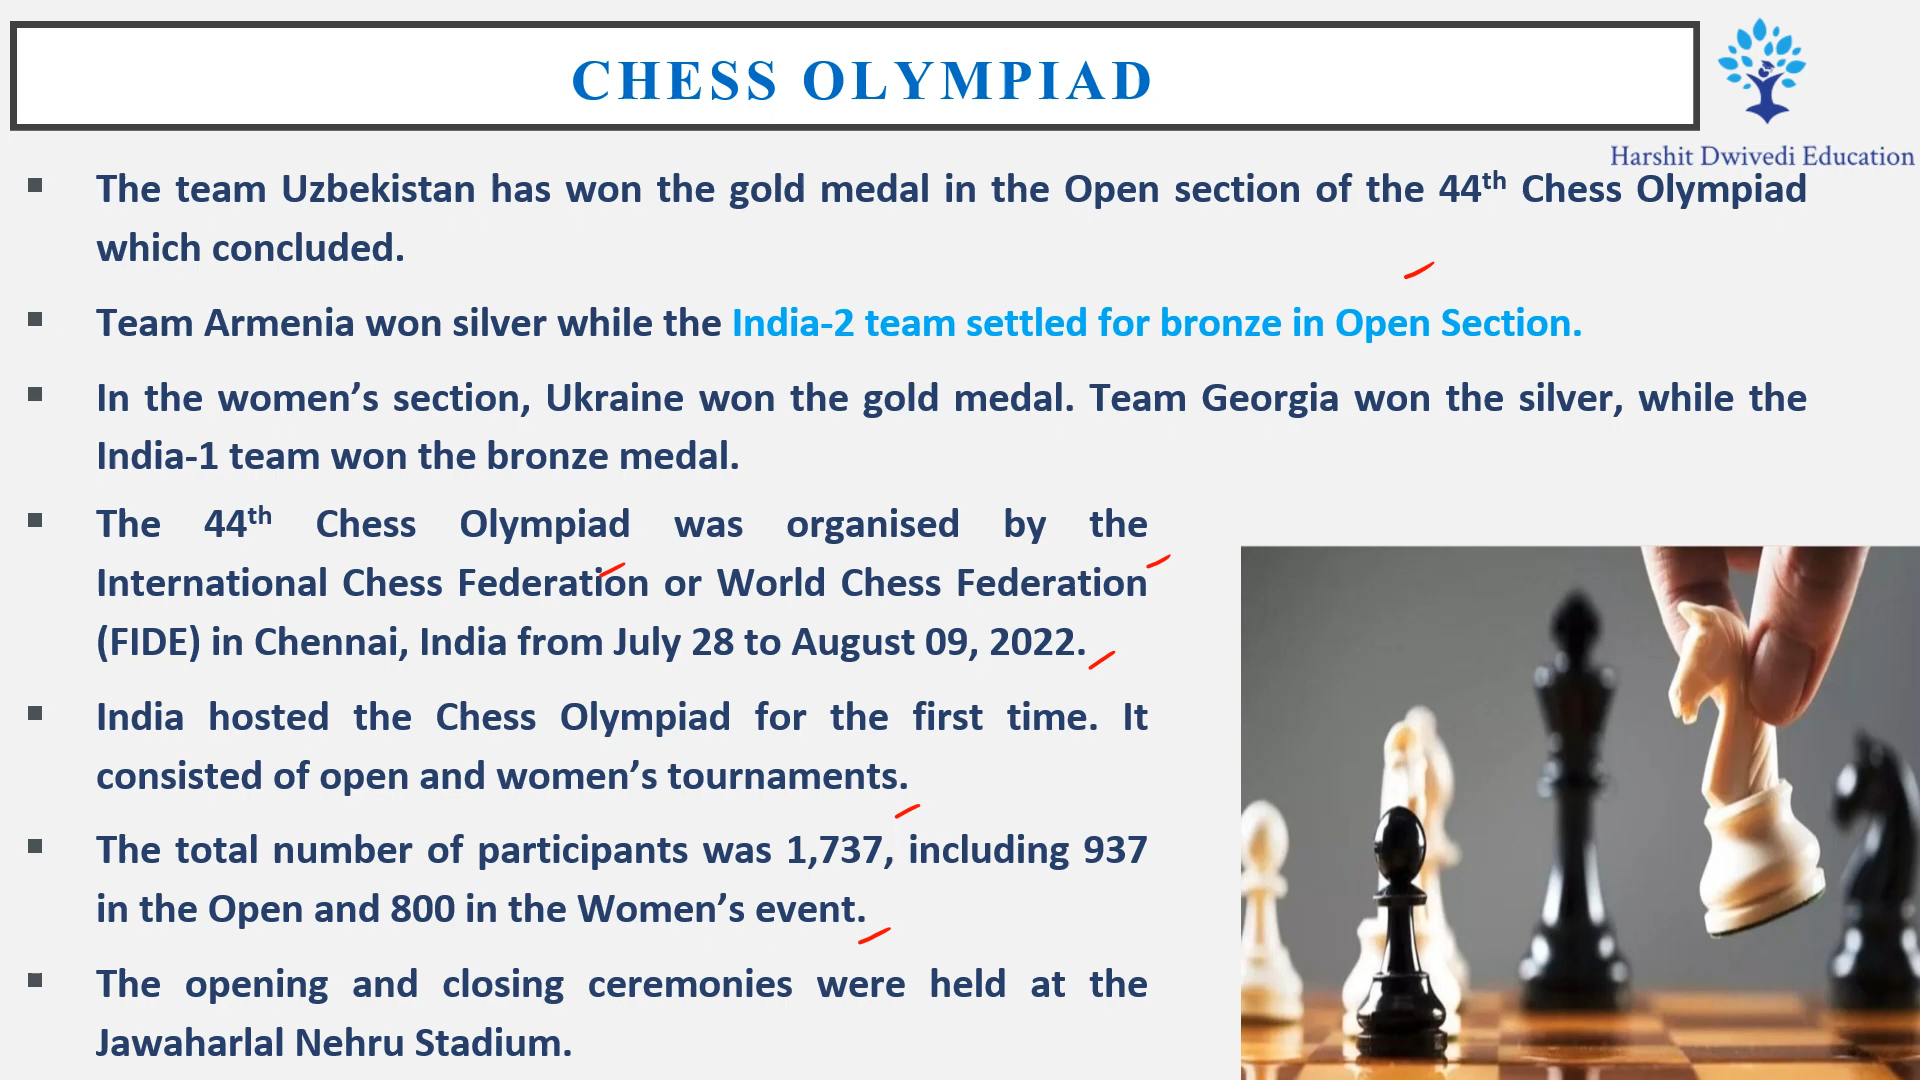 CHESS OLYMPIAD
Harshit Dwivedi Education
▪ The team Uzbekistan has won the gold medal in the Open section of the 44th Chess Olympiad
which concluded.
▪ Team Armenia won silver while the India-2 team settled for bronze in Open Section.
▪ In the women’s section, Ukraine won the gold medal. Team Georgia won the silver, while the
India-1 team won the bronze medal.
▪ The 44th Chess Olympiad was organised by the
International Chess Federation or World Chess Federation
(FIDE) in Chennai, India from July 28 to August 09, 2022.
▪ India hosted the Chess Olympiad for the first time. It
consisted of open and women’s tournaments.
▪ The total number of participants was 1,737, including 937
in the Open and 800 in the Women’s event.
▪ The opening and closing ceremonies were held at the
Jawaharlal Nehru Stadium.